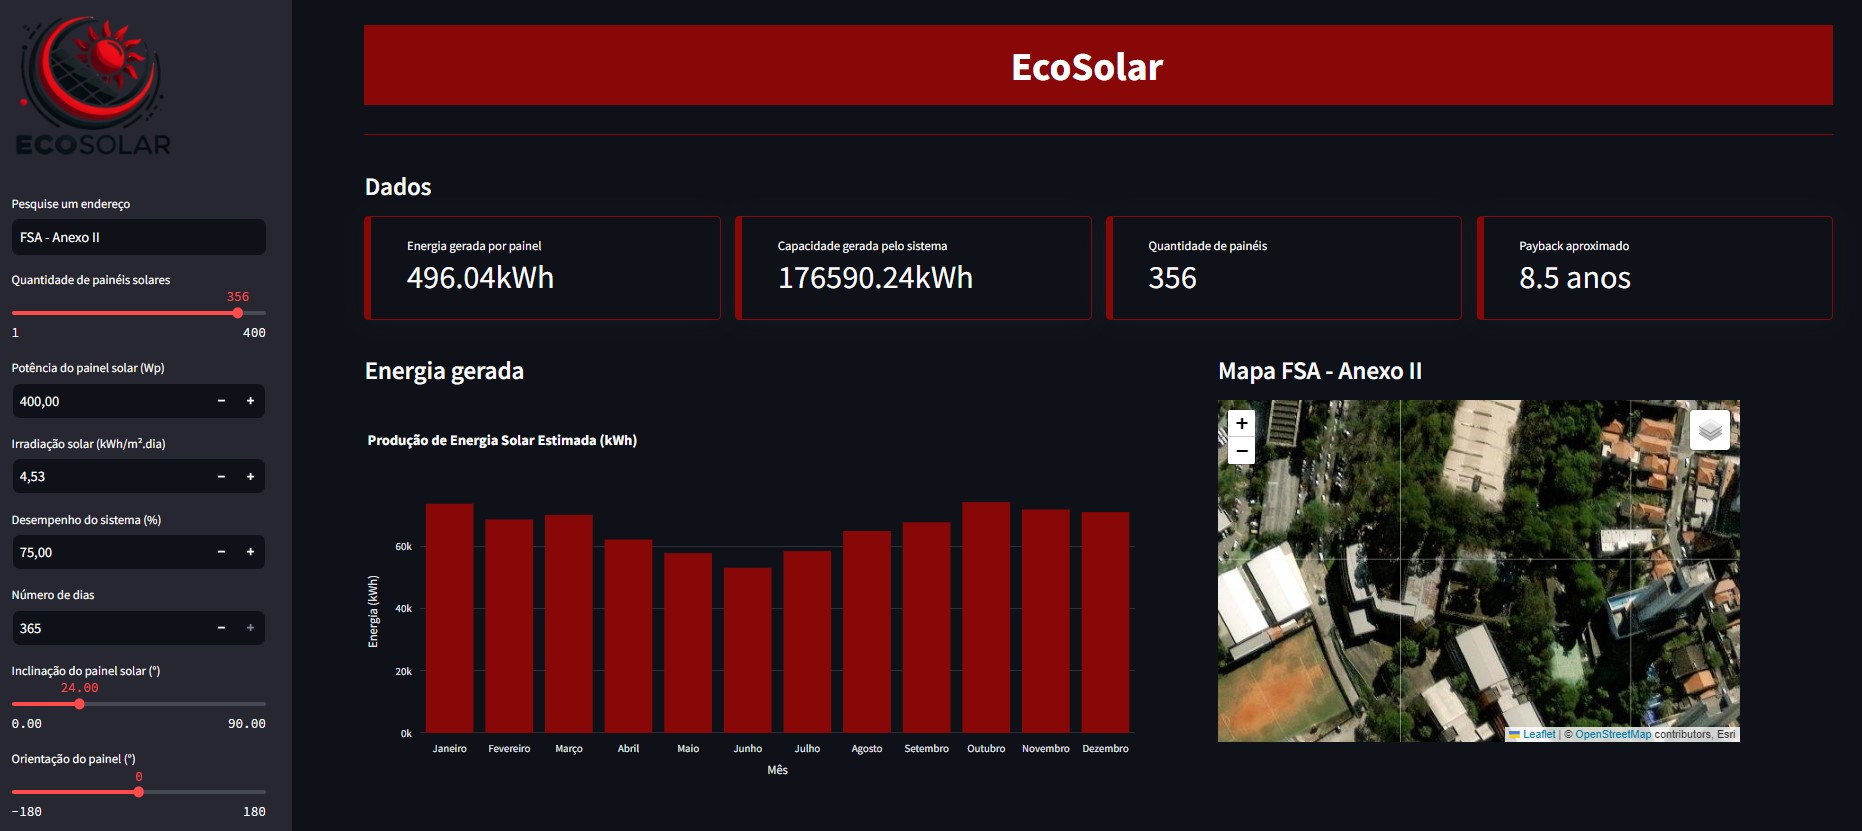 ECOSOLAR
Pesquise um endereço
FSA - Anexo II
Quantidade de painéis solares
356
1 400
Potência do painel solar (Wp)
400,00 − +
Irradiação solar (kWh/m².dia)
4,53 − +
Desempenho do sistema (%)
75,00 − +
Número de dias
365 − +
Inclinação do painel solar (°)
24.00
0.00 90.00
Orientação do painel (°)
0
−180 180
EcoSolar
Dados
Energia gerada por painel
496.04kWh
Capacidade gerada pelo sistema
176590.24kWh
Quantidade de painéis
356
Payback aproximado
8.5 anos
Energia gerada
Produção de Energia Solar Estimada (kWh)
Energia (kWh)
60k
40k
20k
0k
Janeiro Fevereiro Março Abril Maio Junho Julho Agosto Setembro Outubro Novembro Dezembro
Mês
Mapa FSA - Anexo II
+
−
Leaflet | © OpenStreetMap contributors, Esri